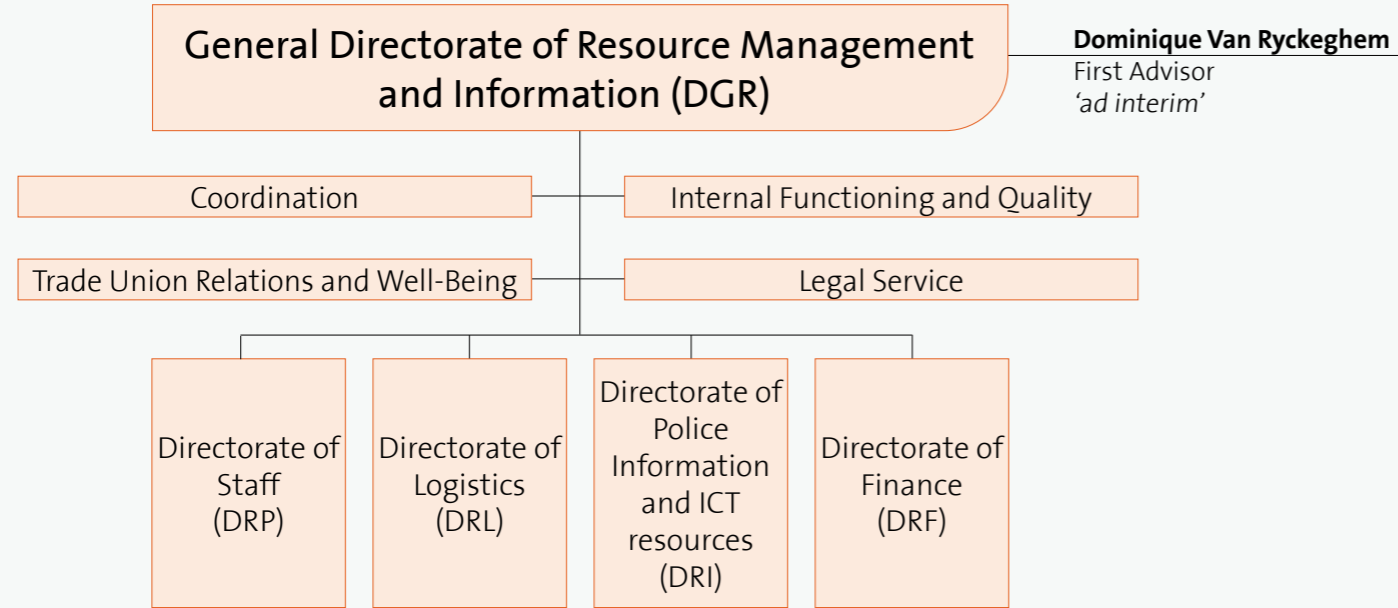 General Directorate of Resource Management
and Information (DGR)
Dominique Van Ryckeghem
First Advisor
‘ad interim’
Coordination
Internal Functioning and Quality
Trade Union Relations and Well-Being
Legal Service
Directorate of
Staff
(DRP)
Directorate of
Logistics
(DRL)
Directorate of
Police
Information
and ICT
resources
(DRI)
Directorate of
Finance
(DRF)